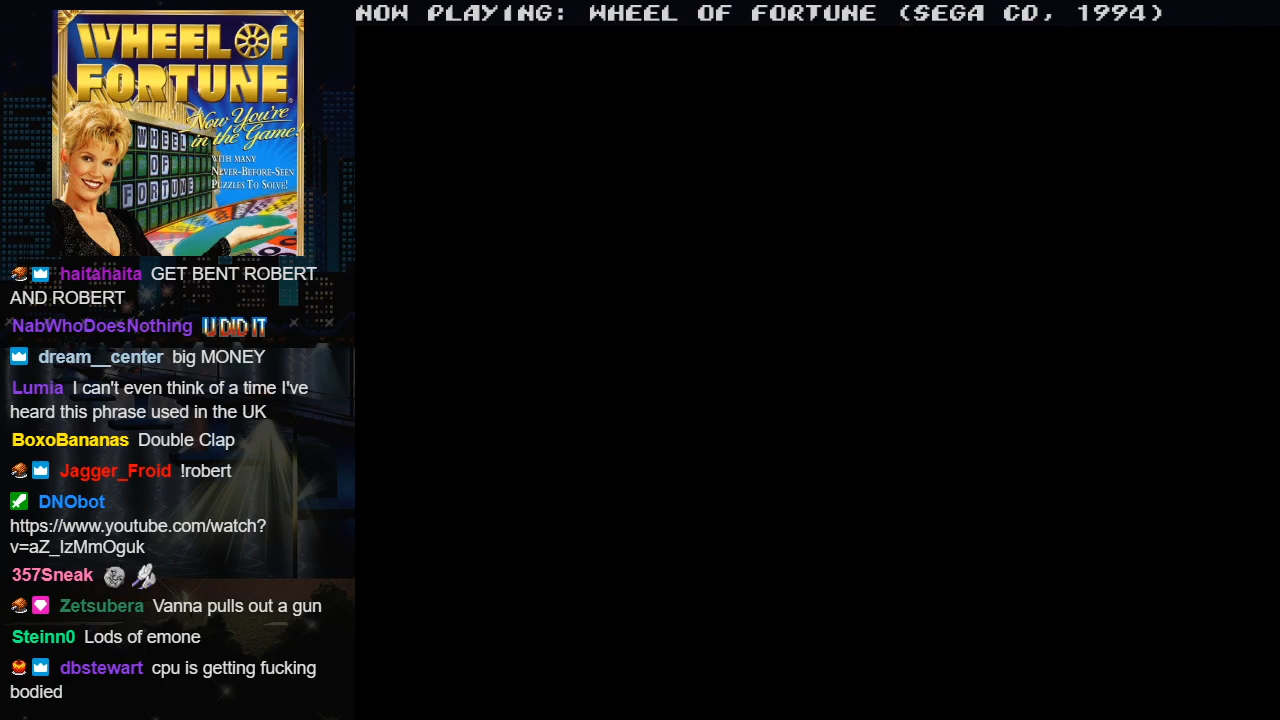 NOW PLAYING: WHEEL OF FORTUNE (SEGA CD, 1994)
WHEEL OF
FORTUNE
Now You're
in the Game!
WITH MANY
NEVER-BEFORE-SEEN
PUZZLES TO SOLVE!
WHEEL
OF
FORTUNE
haitahaita GET BENT ROBERT
AND ROBERT
NabWhoDoesNothing U DID IT
dream__center big MONEY
Lumia I can't even think of a time I've
heard this phrase used in the UK
BoxoBananas Double Clap
Jagger_Froid !robert
DNObot
https://www.youtube.com/watch?
v=aZ_IzMmOguk
357Sneak
Zetsubera Vanna pulls out a gun
Steinn0 Lods of emone
dbstewart cpu is getting fucking
bodied